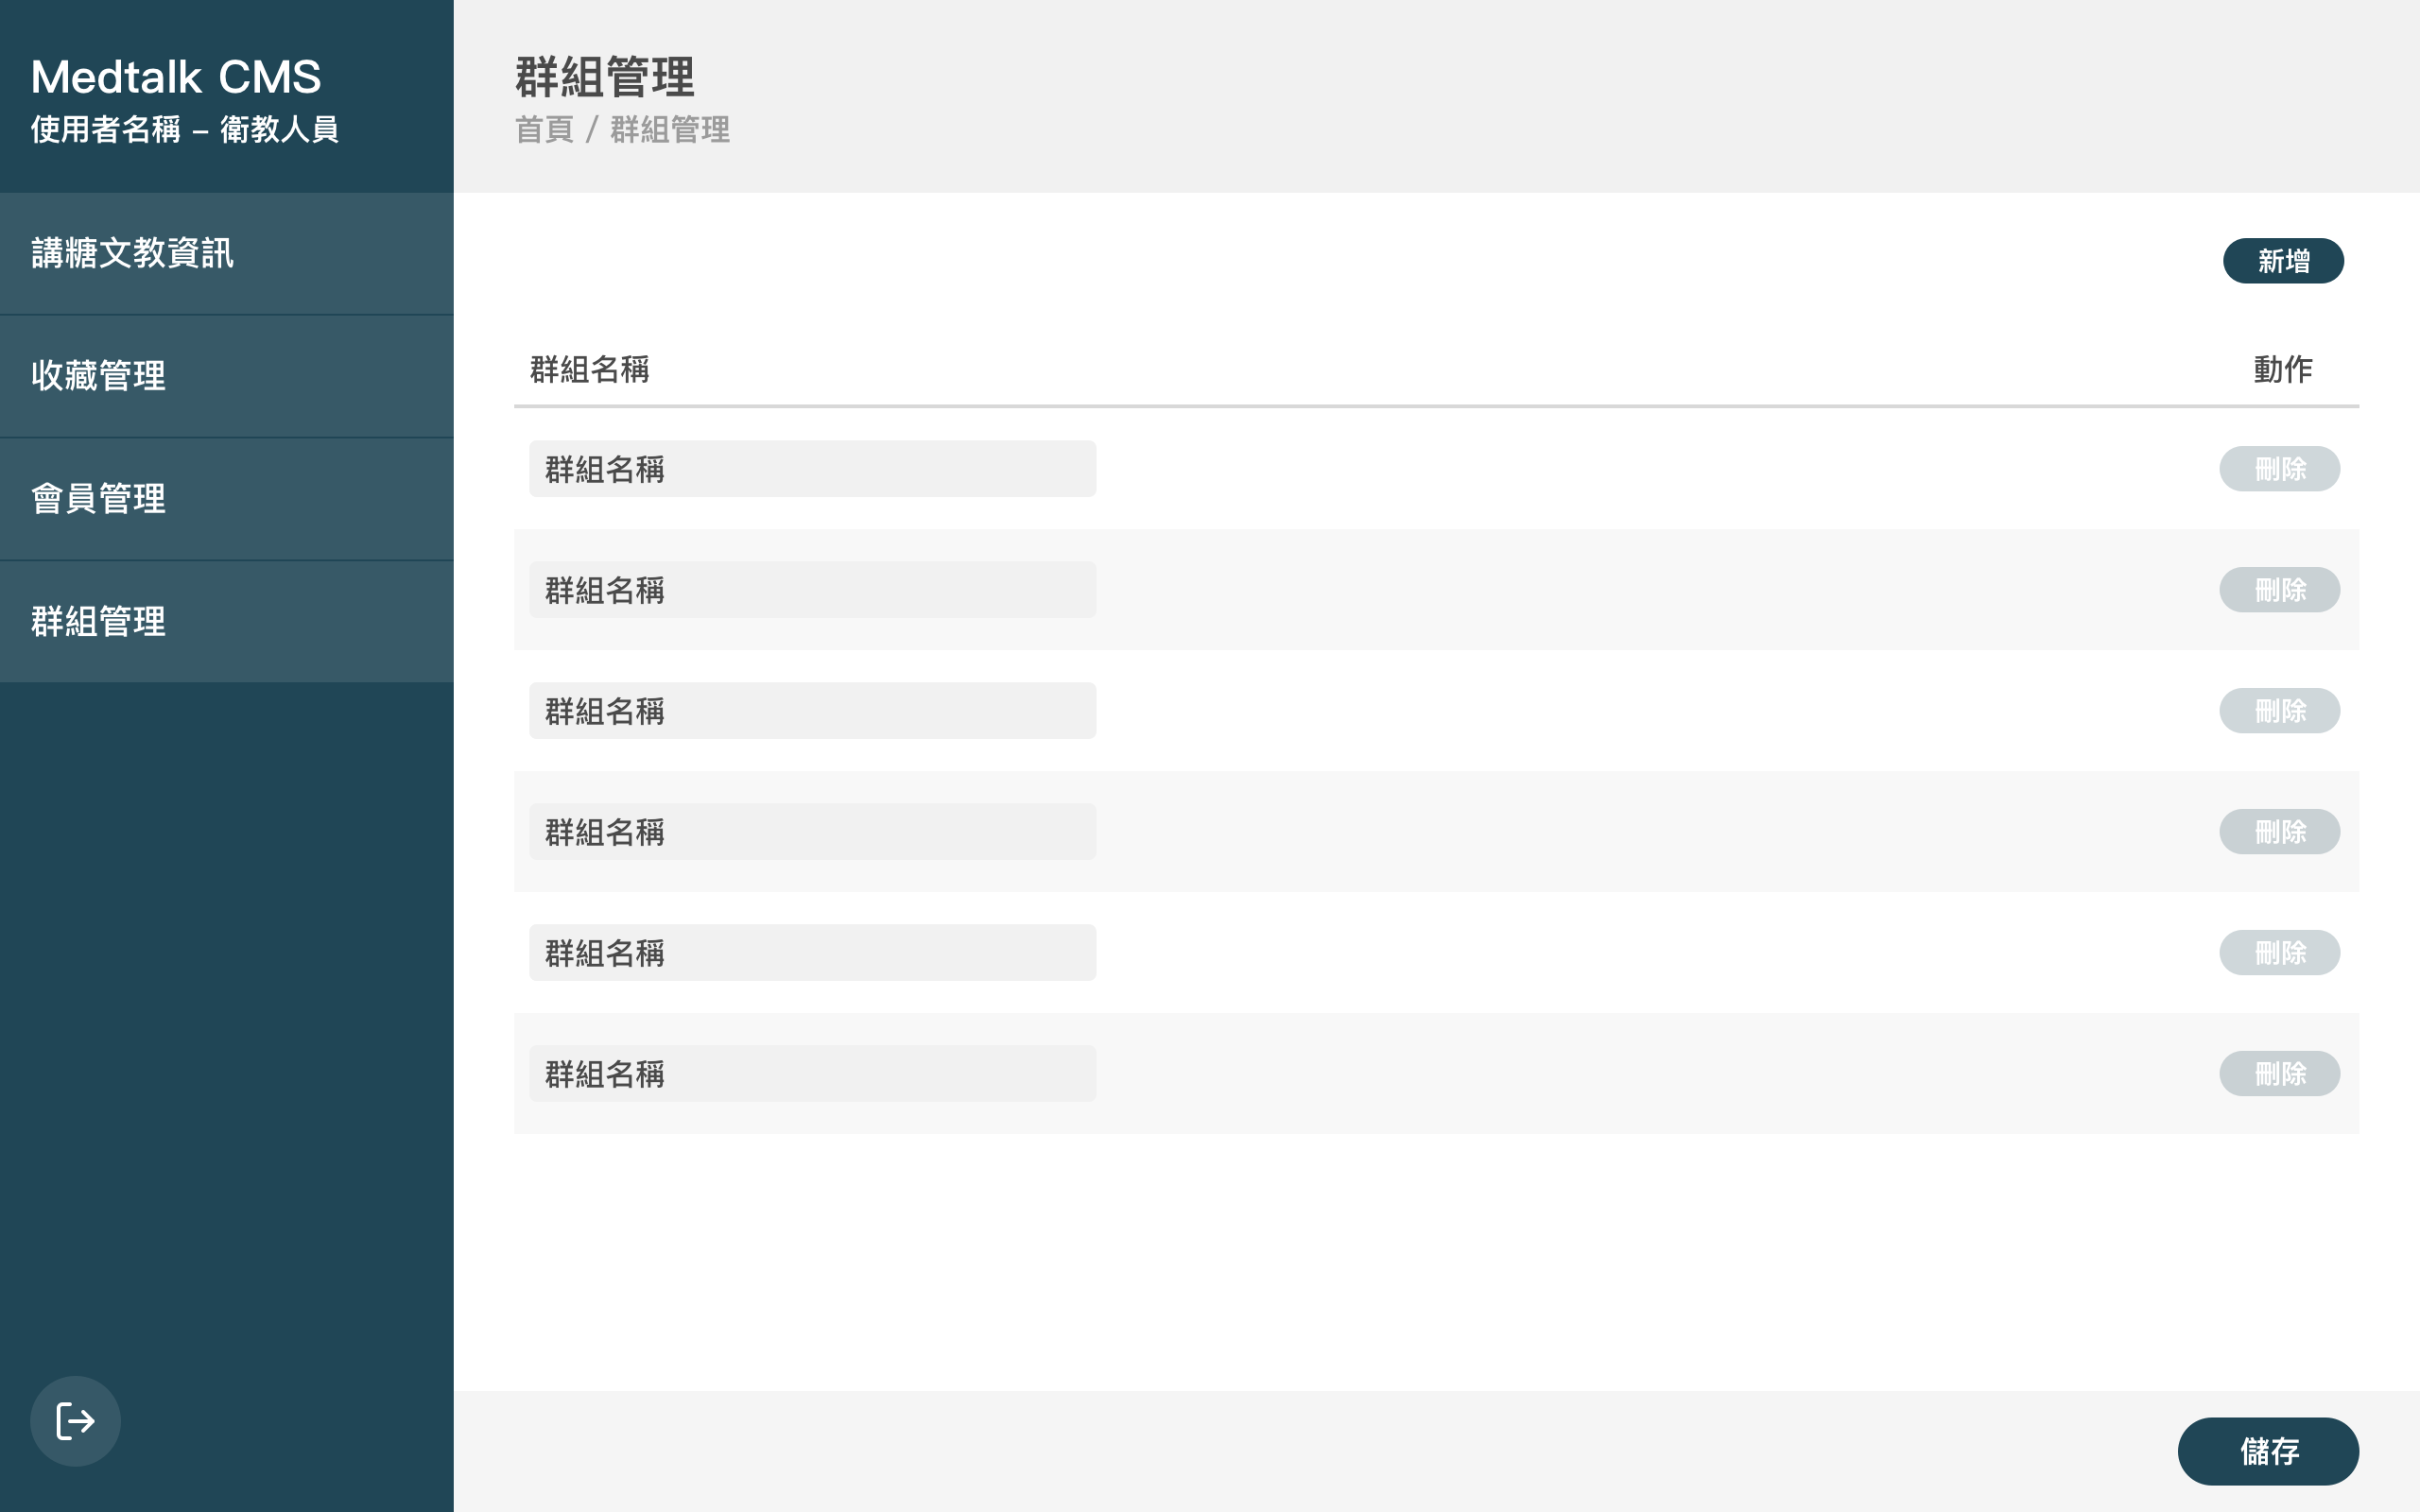 Medtalk CMS
使用者名稱 – 衛教人員
講糖文教資訊
收藏管理
會員管理
群組管理
群組管理
首頁 / 群組管理
新增
群組名稱 動作
群組名稱 刪除
群組名稱 刪除
群組名稱 刪除
群組名稱 刪除
群組名稱 刪除
群組名稱 刪除
儲存